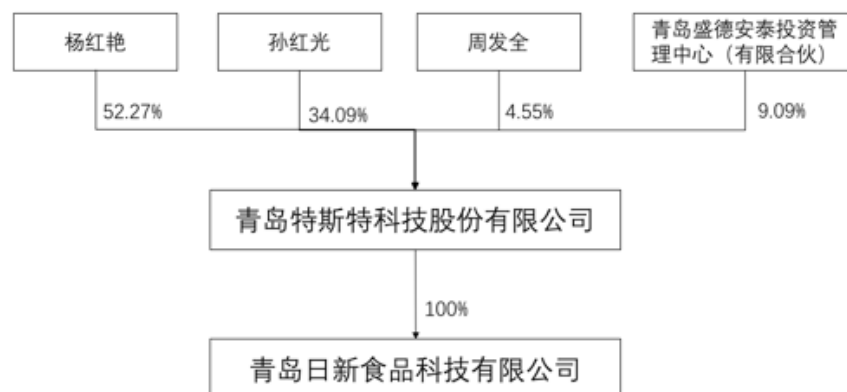 杨红艳
孙红光
周发全
青岛盛德安泰投资管
理中心（有限合伙）
52.27%
34.09%
4.55%
9.09%
青岛特斯特科技股份有限公司
100%
青岛日新食品科技有限公司